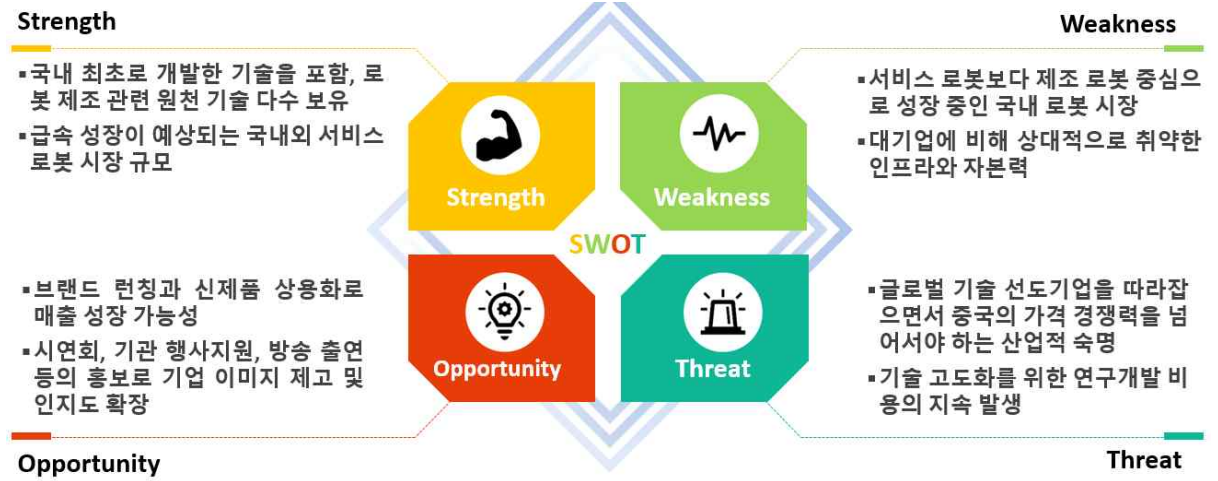 Strength
▪국내 최초로 개발한 기술을 포함, 로
봇 제조 관련 원천 기술 다수 보유
▪급속 성장이 예상되는 국내외 서비스
로봇 시장 규모
Weakness
▪서비스 로봇보다 제조 로봇 중심으
로 성장 중인 국내 로봇 시장
▪대기업에 비해 상대적으로 취약한
인프라와 자본력
Strength
Weakness
SWOT
Opportunity
Threat
▪브랜드 런칭과 신제품 상용화로
매출 성장 가능성
▪시연회, 기관 행사지원, 방송 출연
등의 홍보로 기업 이미지 제고 및
인지도 확장
Opportunity
▪글로벌 기술 선도기업을 따라잡
으면서 중국의 가격 경쟁력을 넘
어서야 하는 산업적 숙명
▪기술 고도화를 위한 연구개발 비
용의 지속 발생
Threat